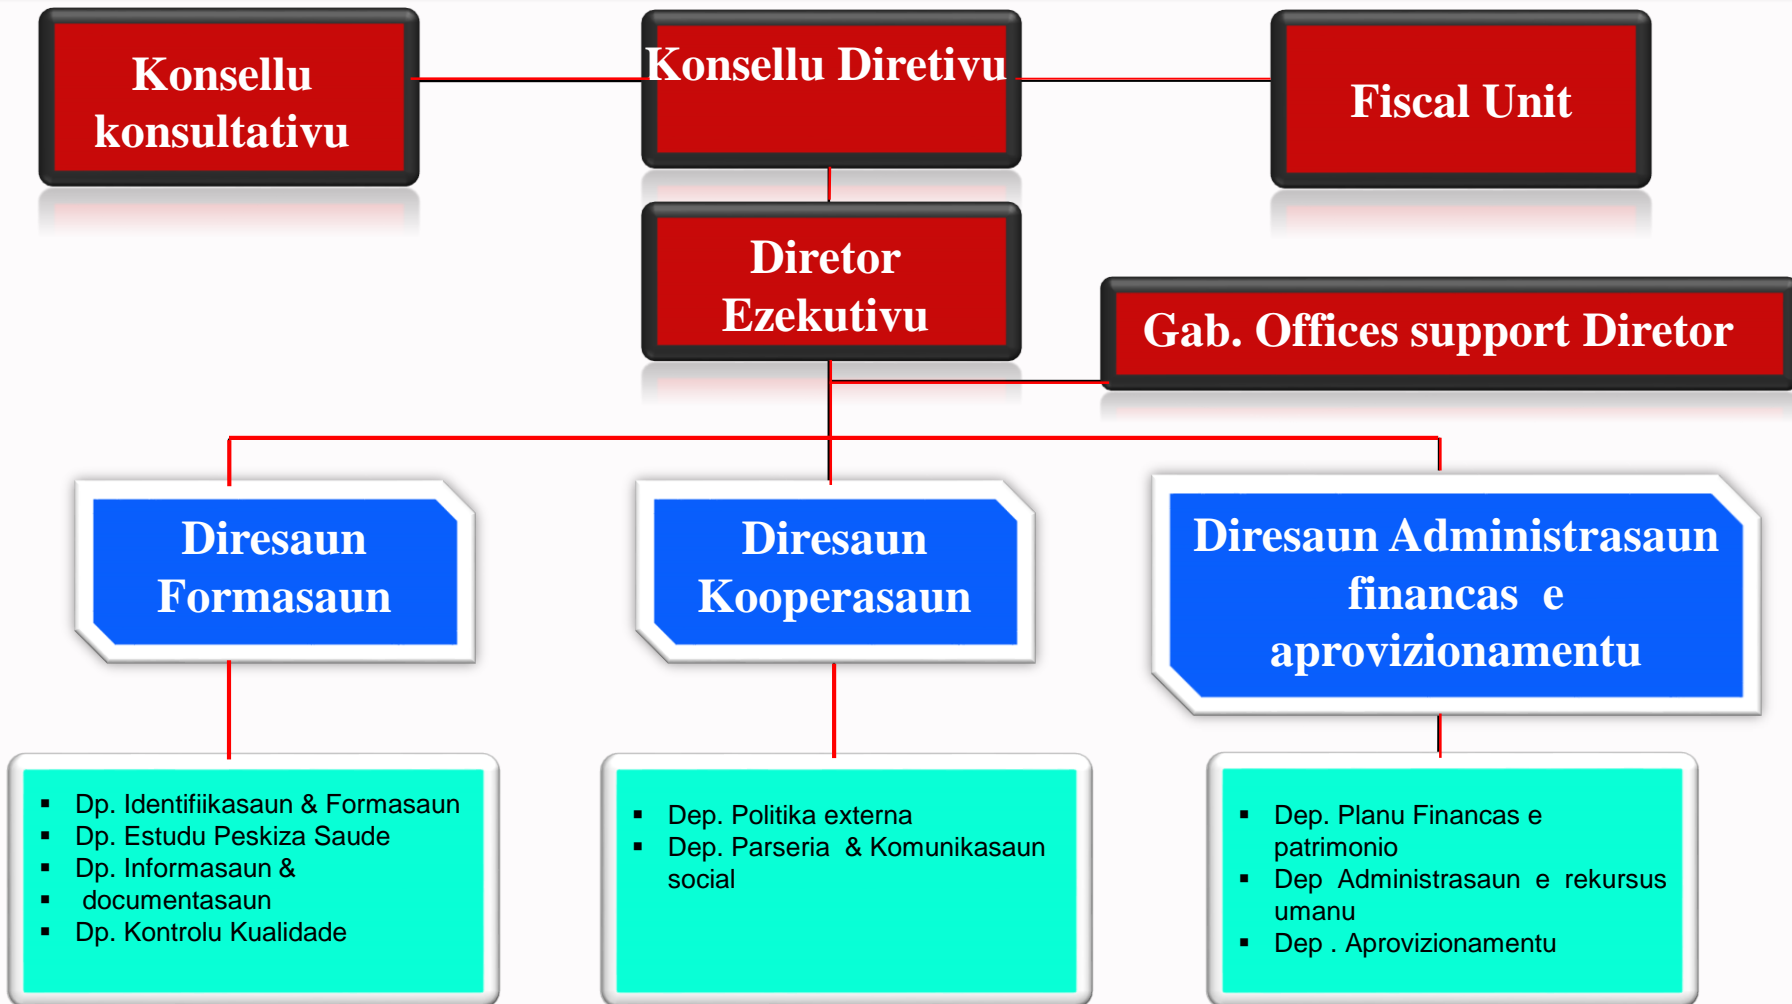 Konsellu
konsultativu
Konsellu Diretivu
Fiscal Unit
Diretor
Ezekutivu
Gab. Offices support Diretor
Diresaun
Formasaun
Diresaun
Kooperasaun
Diresaun Administrasaun
financas e
aprovizionamentu
▪ Dp. Identifiikasaun & Formasaun
▪ Dp. Estudu Peskiza Saude
▪ Dp. Informasaun &
▪ documentasaun
▪ Dp. Kontrolu Kualidade
▪ Dep. Politika externa
▪ Dep. Parseria & Komunikasaun
social
▪ Dep. Planu Financas e
patrimonio
▪ Dep Administrasaun e rekursus
umanu
▪ Dep . Aprovizionamentu